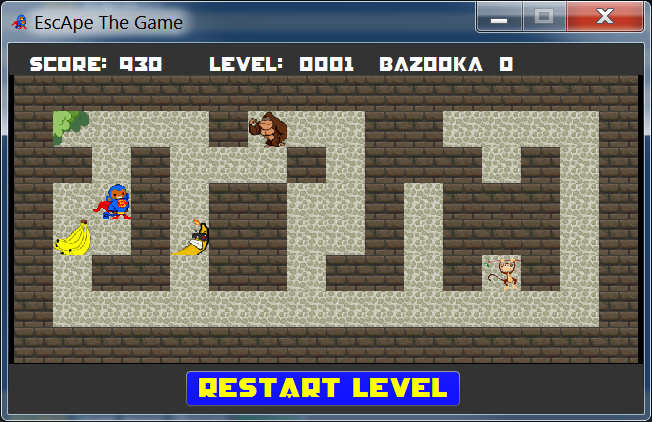 EscApe The Game
SCORE: 930 LEVEL: 0001 BAZOOKA 0
RESTART LEVEL